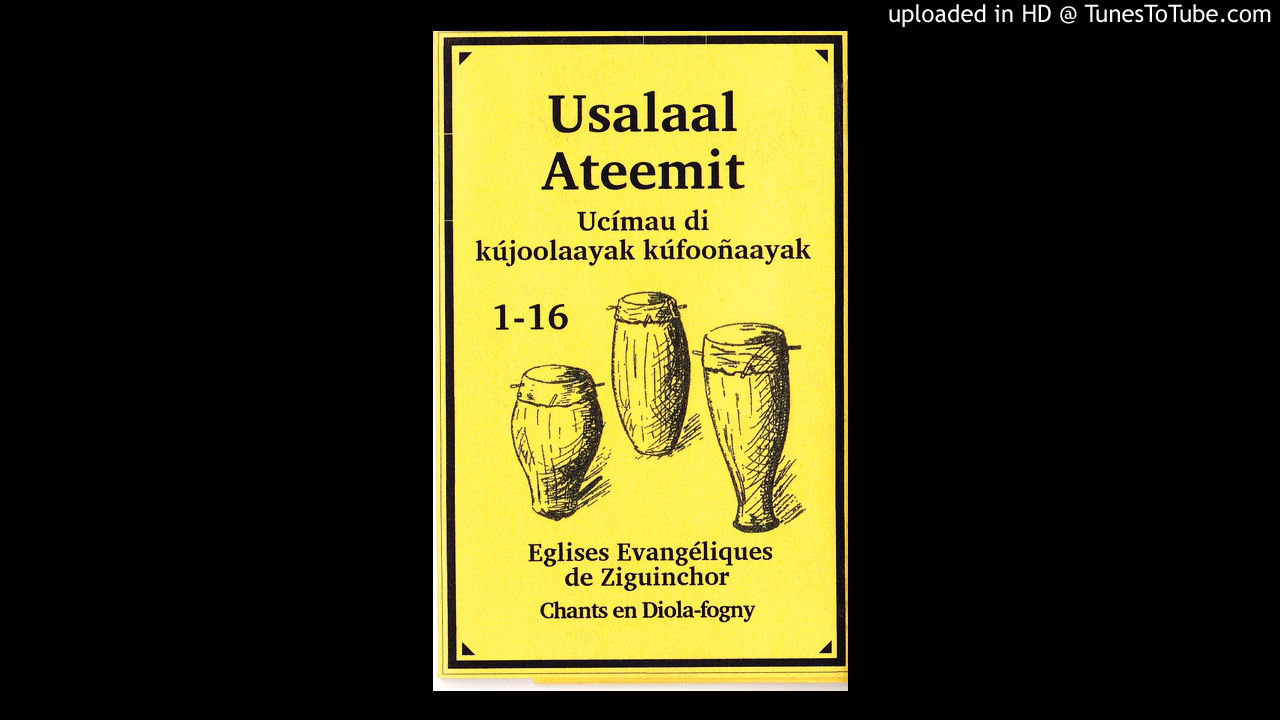 uploaded in HD @ TunesToTube.com
Usalaal
Ateemit
Ucímau di
kújoolaayak kúfooñaayak
1-16
Eglises Evangéliques
de Ziguinchor
Chants en Diola-fogny